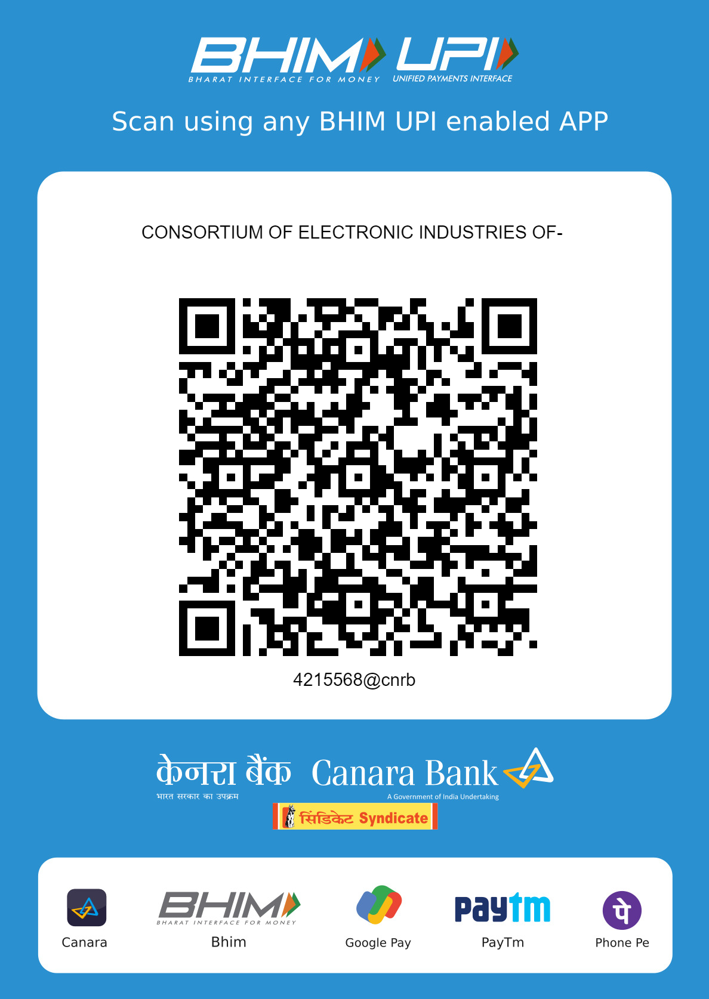 BHIM UPI
BHARAT INTERFACE FOR MONEY UNIFIED PAYMENTS INTERFACE
Scan using any BHIM UPI enabled APP
CONSORTIUM OF ELECTRONIC INDUSTRIES OF-
4215568@cnrb
केनरा बैंक Canara Bank
भारत सरकार का उपक्रम A Government of India Undertaking
सिंडिकेट Syndicate
BHIM paytm पे
BHARAT INTERFACE FOR MONEY
Canara Bhim Google Pay PayTm Phone Pe